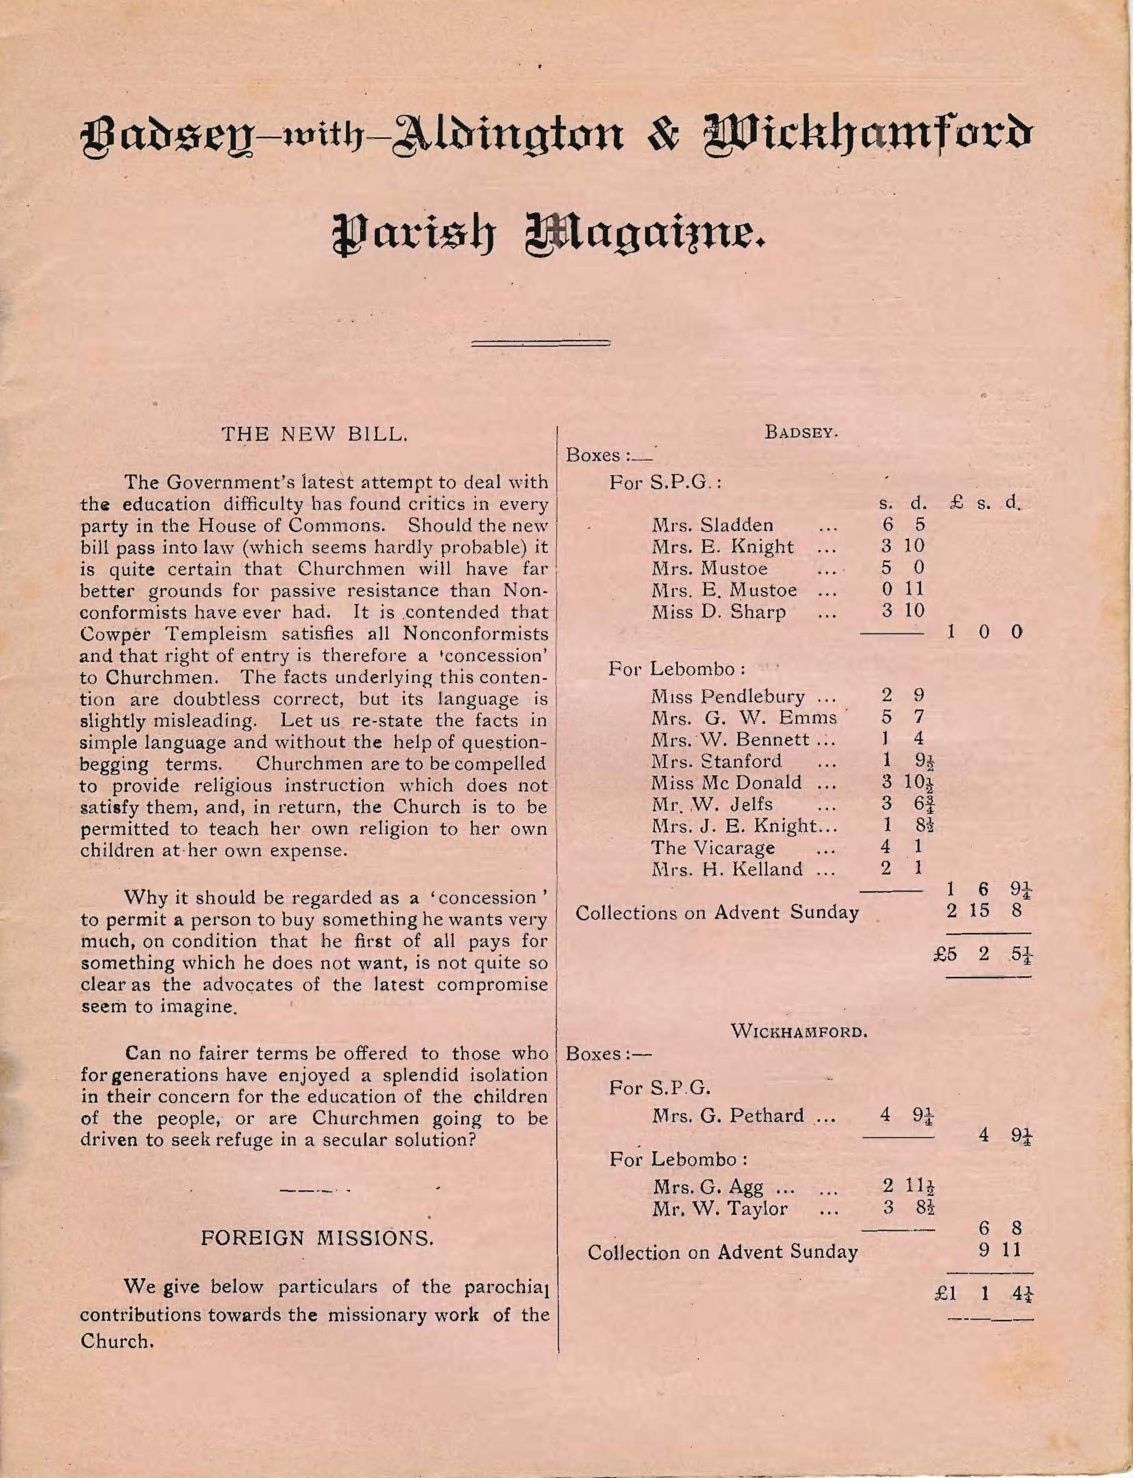 Badsey—with—Aldington & Wickhamford
Parish Magaizne.
THE NEW BILL.
The Government's latest attempt to deal with
the education difficulty has found critics in every
party in the House of Commons. Should the new
bill pass into law (which seems hardly probable) it
is quite certain that Churchmen will have far
better grounds for passive resistance than Non-
conformists have ever had. It is contended that
Cowper Templeism satisfies all Nonconformists
and that right of entry is therefore a 'concession'
to Churchmen. The facts underlying this conten-
tion are doubtless correct, but its language is
slightly misleading. Let us re-state the facts in
simple language and without the help of question-
begging terms. Churchmen are to be compelled
to provide religious instruction which does not
satisfy them, and, in return, the Church is to be
permitted to teach her own religion to her own
children at her own expense.
Why it should be regarded as a 'concession'
to permit a person to buy something he wants very
much, on condition that he first of all pays for
something which he does not want, is not quite so
clear as the advocates of the latest compromise
seem to imagine.
Can no fairer terms be offered to those who
for generations have enjoyed a splendid isolation
in their concern for the education of the children
of the people, or are Churchmen going to be
driven to seek refuge in a secular solution?
FOREIGN MISSIONS.
We give below particulars of the parochial
contributions towards the missionary work of the
Church.
BADSEY.
Boxes:—
For S.P.G.:
s. d. £ s. d.
Mrs. Sladden ... 6 5
Mrs. E. Knight ... 3 10
Mrs. Mustoe ... 5 0
Mrs. E. Mustoe ... 0 11
Miss D. Sharp ... 3 10
1 0 0
For Lebombo:
Miss Pendlebury ... 2 9
Mrs. G. W. Emms 5 7
Mrs. W. Bennett ... 1 4
Mrs. Stanford ... 1 9½
Miss Mc Donald ... 3 10½
Mr. W. Jelfs ... 3 6¾
Mrs. J. E. Knight... 1 8½
The Vicarage ... 4 1
Mrs. H. Kelland ... 2 1
1 6 9¼
Collections on Advent Sunday 2 15 8
£5 2 5¼
WICKHAMFORD.
Boxes:—
For S.P.G.
Mrs. G. Pethard ... 4 9¼
4 9¼
For Lebombo:
Mrs. G. Agg ... ... 2 11½
Mr. W. Taylor ... 3 8½
6 8
Collection on Advent Sunday 9 11
£1 1 4¼